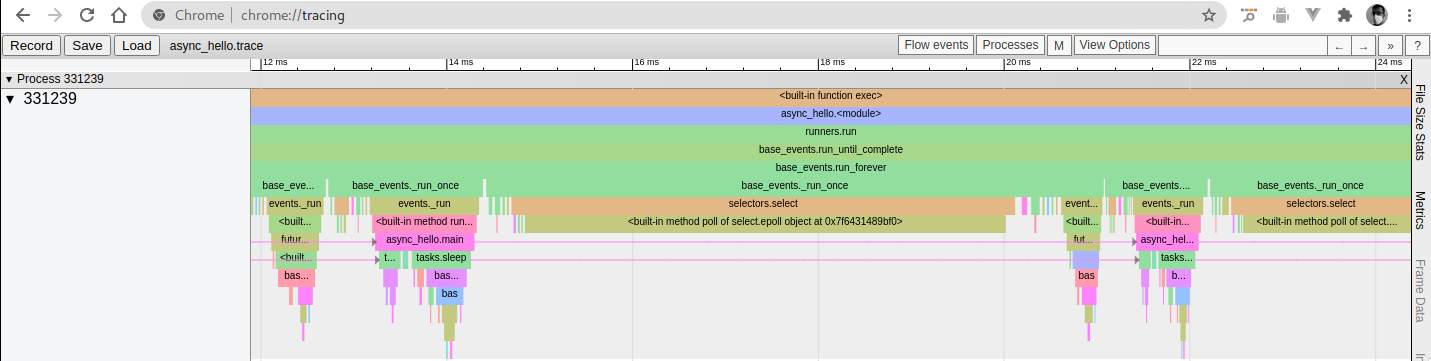 Chrome | chrome://tracing
Record Save Load async_hello.trace Flow events Processes M View Options ← → » ?
12 ms 14 ms 16 ms 18 ms 20 ms 22 ms 24 ms
▼ Process 331239 X
▼ 331239
<built-in function exec>
async_hello.<module>
runners.run
base_events.run_until_complete
base_events.run_forever
base_eve... base_events._run_once base_events._run_once base_events.... base_events._run_once
events._run events._run selectors.select event... events._run selectors.select
<built... <built-in method run... <built-in method poll of select.epoll object at 0x7f6431489bf0> <built... <built-in... <built-in method poll of select....
futur... async_hello.main fut... async_hel...
<built... t... tasks.sleep tasks...
bas... bas... bas b...
bas
File Size Stats
Metrics
Frame Data